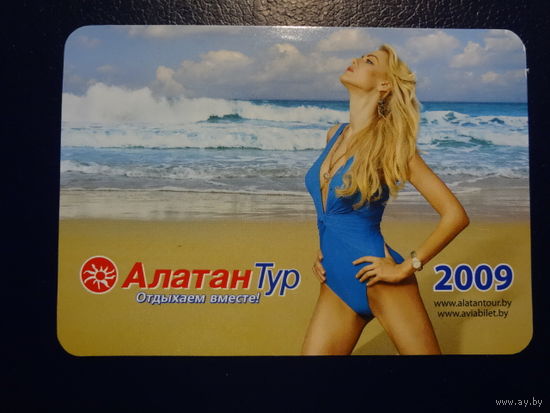 АлатанТур
Отдыхаем вместе!
2009
www.alatantour.by
www.aviabilet.by
www.ay.by